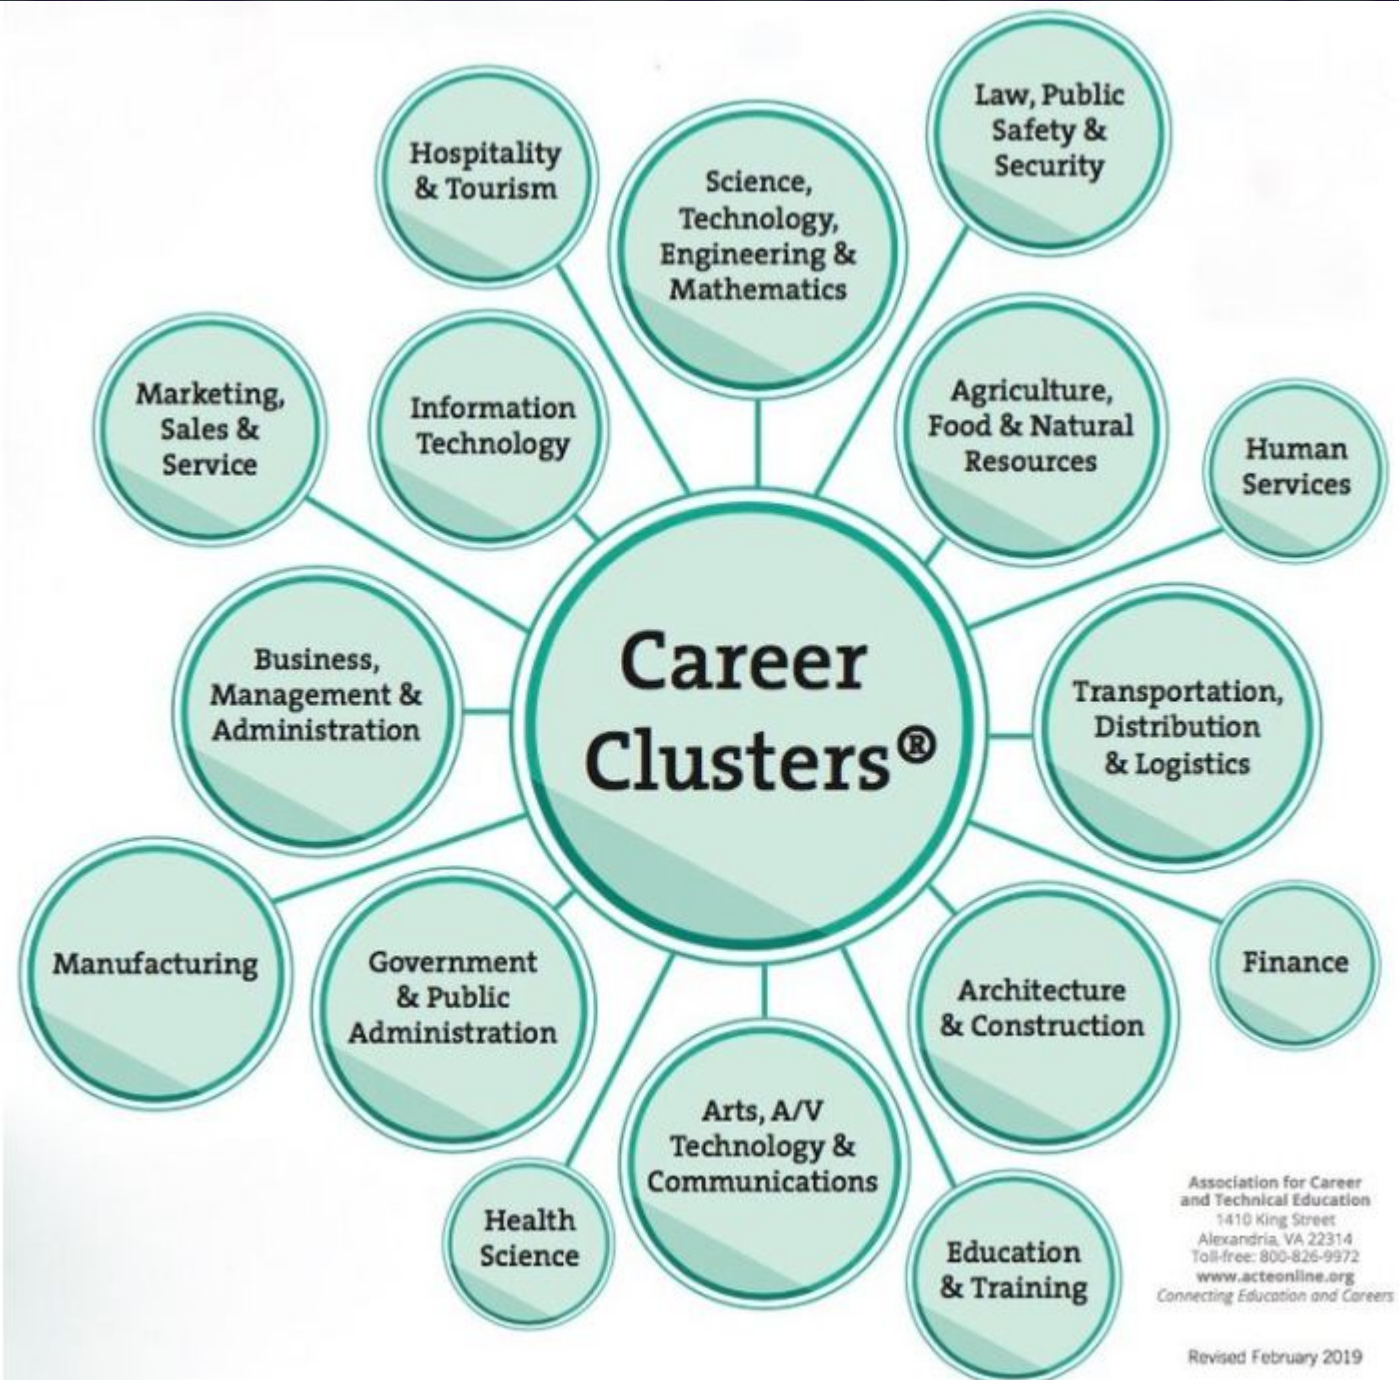 Law, Public
Safety &
Security
Hospitality
& Tourism
Science,
Technology,
Engineering &
Mathematics
Marketing,
Sales &
Service
Information
Technology
Agriculture,
Food & Natural
Resources
Human
Services
Career
Clusters®
Business,
Management &
Administration
Transportation,
Distribution
& Logistics
Manufacturing
Government
& Public
Administration
Architecture
& Construction
Finance
Arts, A/V
Technology &
Communications
Health
Science
Education
& Training
Association for Career
and Technical Education
1410 King Street
Alexandria, VA 22314
Toll-free: 800-826-9972
www.acteonline.org
Connecting Education and Careers
Revised February 2019